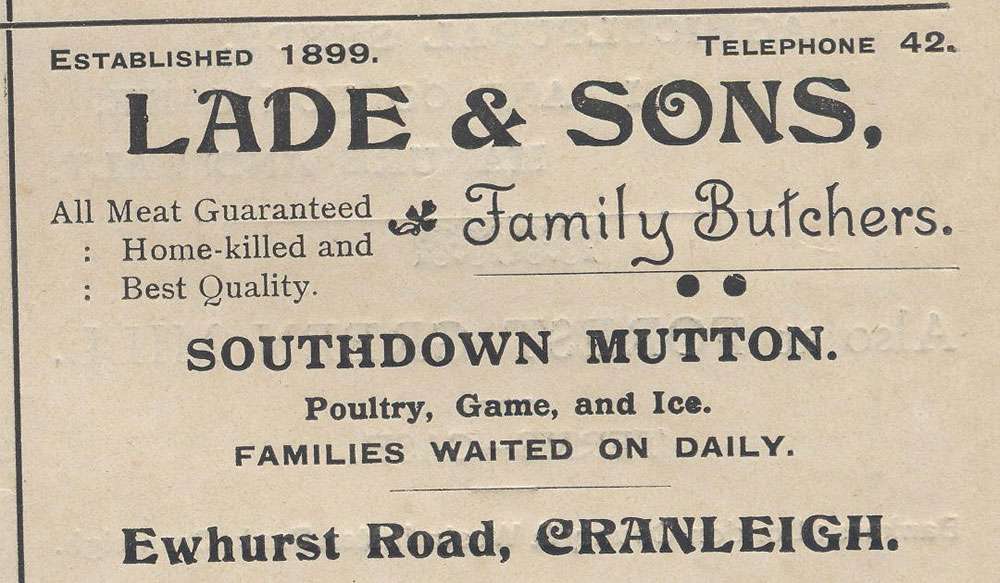 ESTABLISHED 1899.
TELEPHONE 42.
LADE & SONS,
All Meat Guaranteed
: Home-killed and
: Best Quality.
Family Butchers.
SOUTHDOWN MUTTON.
Poultry, Game, and Ice.
FAMILIES WAITED ON DAILY.
Ewhurst Road, CRANLEIGH.